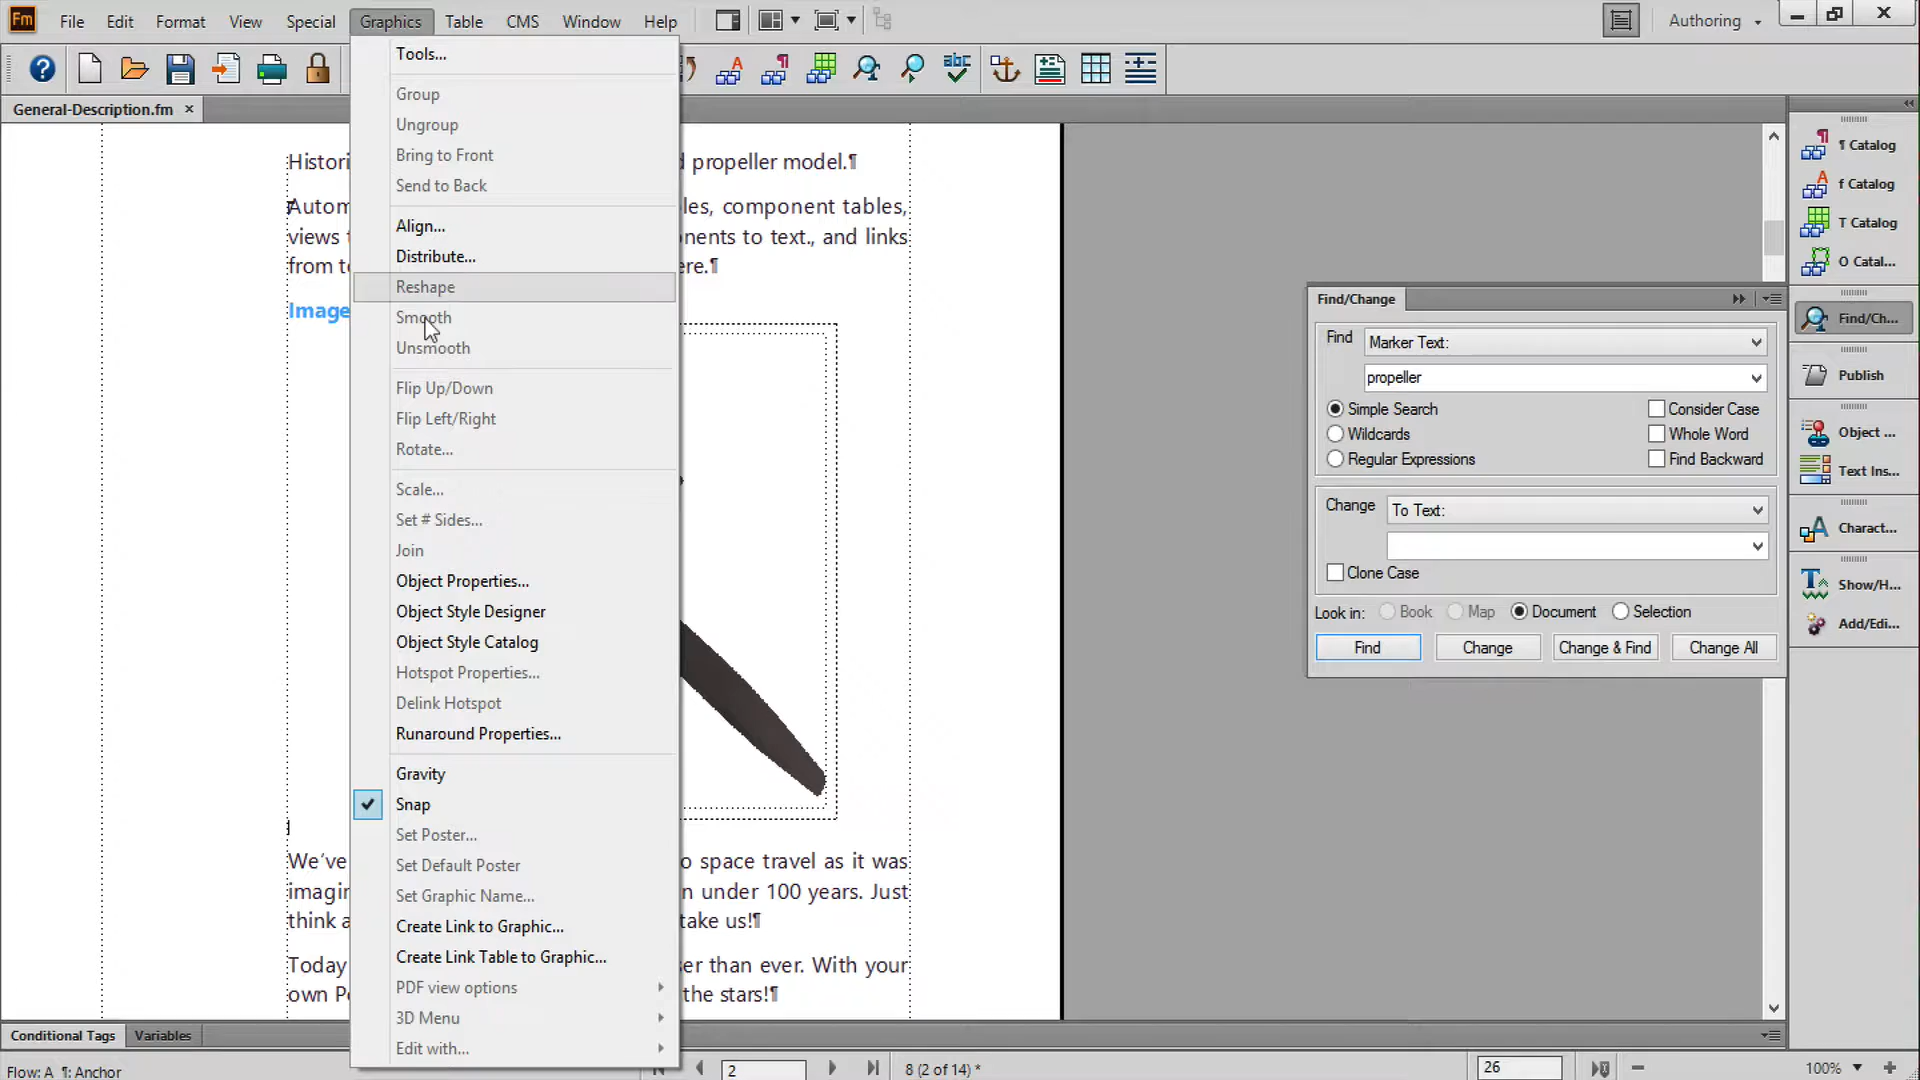 Fm File Edit Format View Special Graphics Table CMS Window Help Authoring
General-Description.fm
Histori d propeller model.¶
Autom les, component tables,
views nents to text., and links
from t ere.¶
Image
We've o space travel as it was
imagin n under 100 years. Just
think a take us!¶
Today ser than ever. With your
own P the stars!¶
Tools...
Group
Ungroup
Bring to Front
Send to Back
Align...
Distribute...
Reshape
Smooth
Unsmooth
Flip Up/Down
Flip Left/Right
Rotate...
Scale...
Set # Sides...
Join
Object Properties...
Object Style Designer
Object Style Catalog
Hotspot Properties...
Delink Hotspot
Runaround Properties...
Gravity
Snap
Set Poster...
Set Default Poster
Set Graphic Name...
Create Link to Graphic...
Create Link Table to Graphic...
PDF view options
3D Menu
Edit with...
Find/Change
Find Marker Text:
propeller
Simple Search Consider Case
Wildcards Whole Word
Regular Expressions Find Backward
Change To Text:
Clone Case
Look in: Book Map Document Selection
Find Change Change & Find Change All
¶ Catalog
f Catalog
T Catalog
O Catal...
Find/Ch...
Publish
Object ...
Text Ins...
Charact...
Show/H...
Add/Edi...
Conditional Tags Variables
Flow: A ¶: Anchor 2 8 (2 of 14) * 26 100%